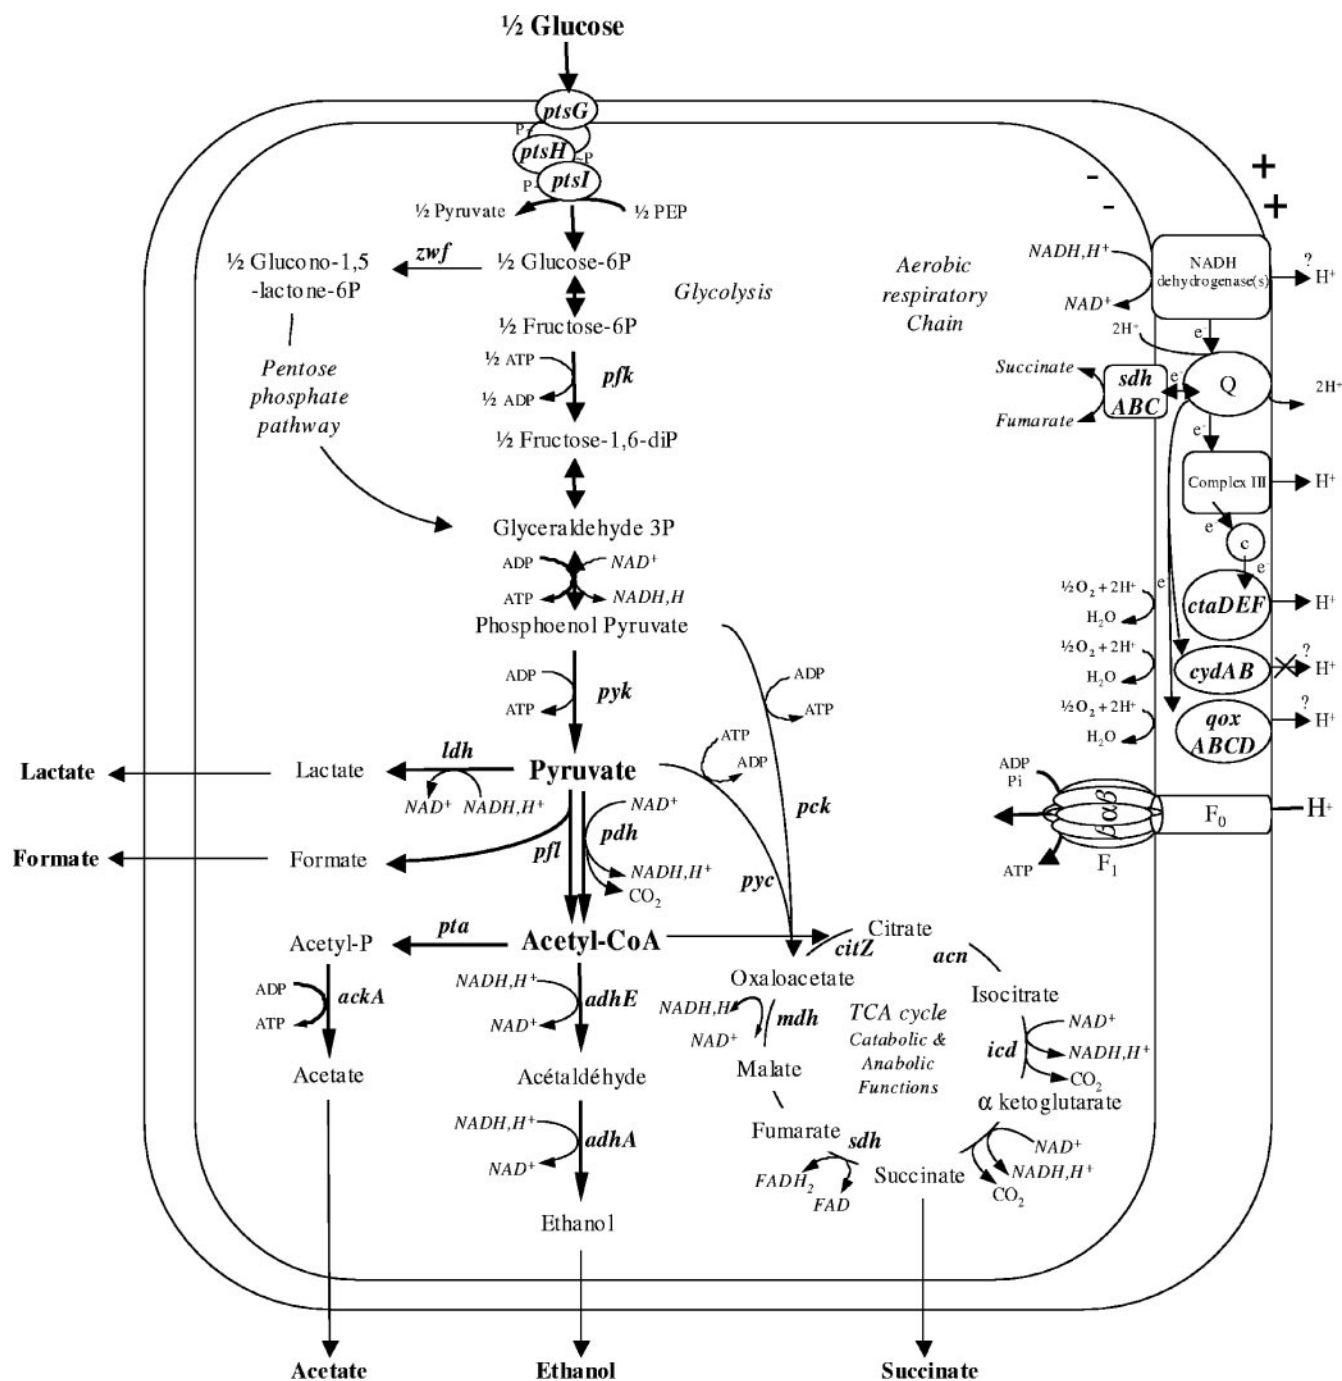 ½ Glucose
ptsG
P
ptsH
~P
P
ptsI
½ Pyruvate
½ PEP
zwf
½ Glucose-6P
½ Glucono-1,5
-lactone-6P
Glycolysis
½ Fructose-6P
½ ATP
pfk
½ ADP
Pentose
phosphate
pathway
½ Fructose-1,6-diP
Glyceraldehyde 3P
ADP
NAD⁺
ATP
NADH,H
Phosphoenol Pyruvate
ADP
pyk
ATP
ADP
ATP
ATP
ADP
pck
pyc
ldh
Lactate
Lactate
Pyruvate
NAD⁺
NADH,H⁺
NAD⁺
pdh
pfl
Formate
Formate
NADH,H⁺
CO₂
pta
Acetyl-P
Acetyl-CoA
ADP
ackA
ATP
NADH,H⁺
adhE
NAD⁺
Acetate
Acétaldéhyde
NADH,H⁺
adhA
NAD⁺
Ethanol
Citrate
citZ
acn
Oxaloacetate
Isocitrate
NADH,H
mdh
NAD⁺
TCA cycle
Catabolic &
Anabolic
Functions
NAD⁺
icd
NADH,H⁺
CO₂
Malate
α ketoglutarate
Fumarate
sdh
NAD⁺
NADH,H⁺
CO₂
Succinate
FADH₂
FAD
Acetate
Ethanol
Succinate
Aerobic
respiratory
Chain
-
-
+
+
NADH,H⁺
NAD⁺
NADH
dehydrogenase(s)
?
H⁺
e⁻
2H⁺
Succinate
Fumarate
sdh
ABC
e⁻
Q
2H⁺
e⁻
Complex III
H⁺
e⁻
c
e⁻
e⁻
½O₂ + 2H⁺
H₂O
ctaDEF
H⁺
½O₂ + 2H⁺
H₂O
cydAB
?
H⁺
½O₂ + 2H⁺
H₂O
qox
ABCD
?
H⁺
ADP
Pi
β
α
β
F₀
H⁺
ATP
F₁